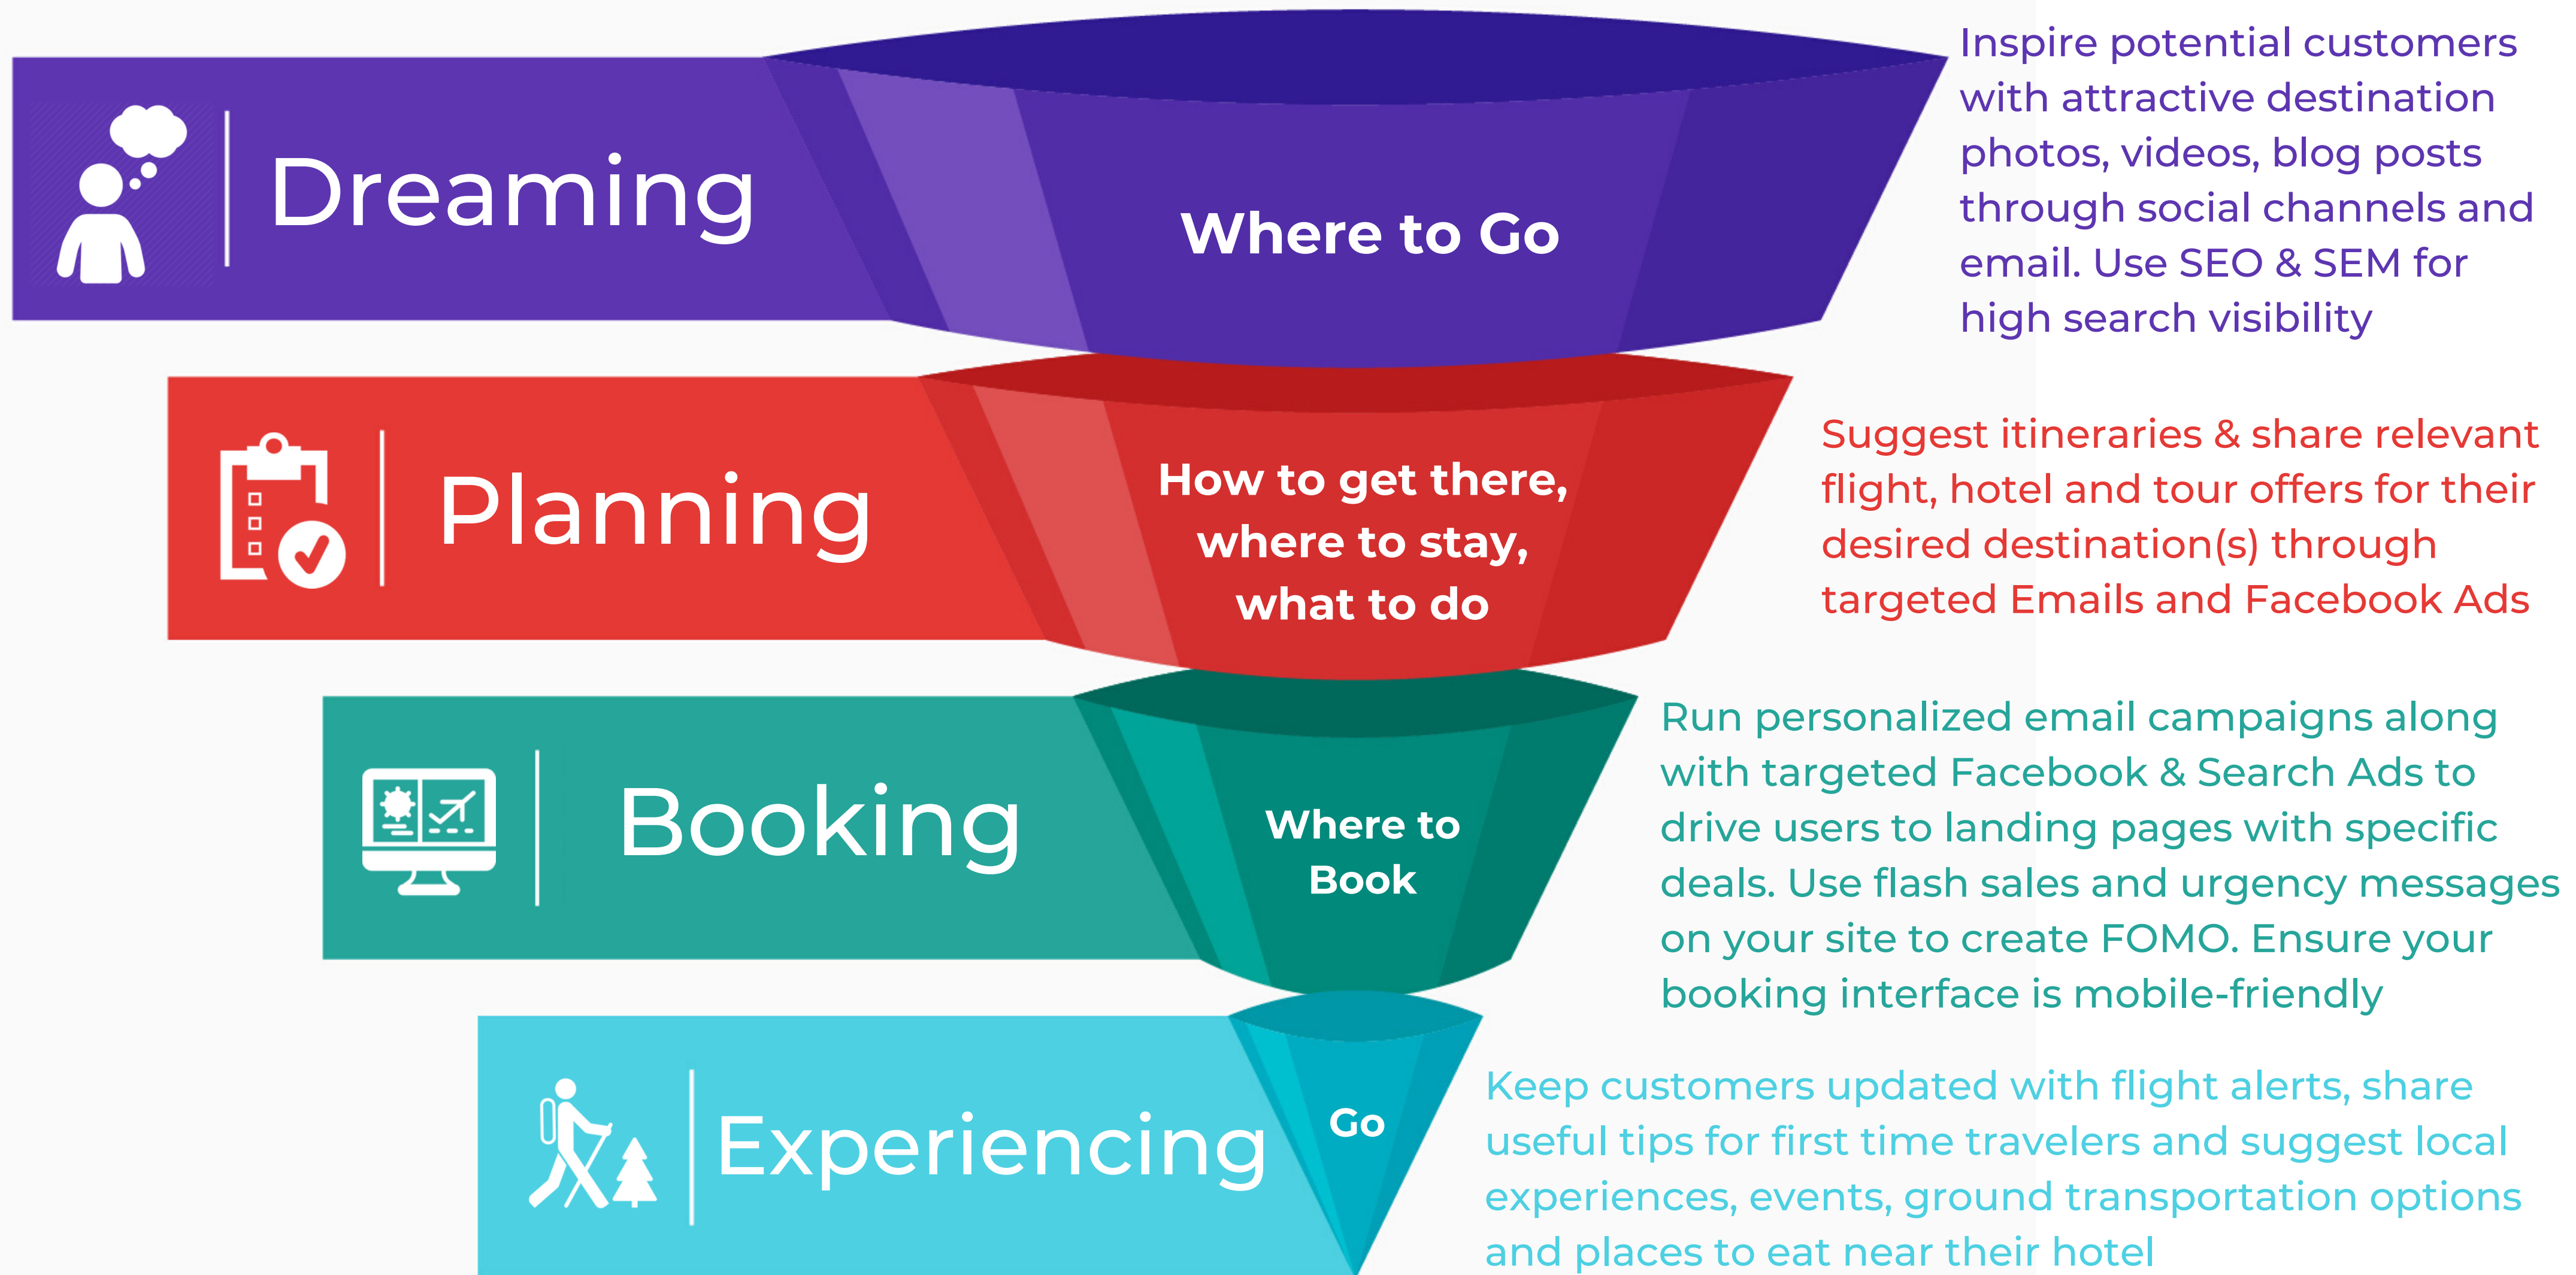 Dreaming
Where to Go
Inspire potential customers
with attractive destination
photos, videos, blog posts
through social channels and
email. Use SEO & SEM for
high search visibility
Planning
How to get there,
where to stay,
what to do
Suggest itineraries & share relevant
flight, hotel and tour offers for their
desired destination(s) through
targeted Emails and Facebook Ads
Booking
Where to
Book
Run personalized email campaigns along
with targeted Facebook & Search Ads to
drive users to landing pages with specific
deals. Use flash sales and urgency messages
on your site to create FOMO. Ensure your
booking interface is mobile-friendly
Experiencing
Go
Keep customers updated with flight alerts, share
useful tips for first time travelers and suggest local
experiences, events, ground transportation options
and places to eat near their hotel